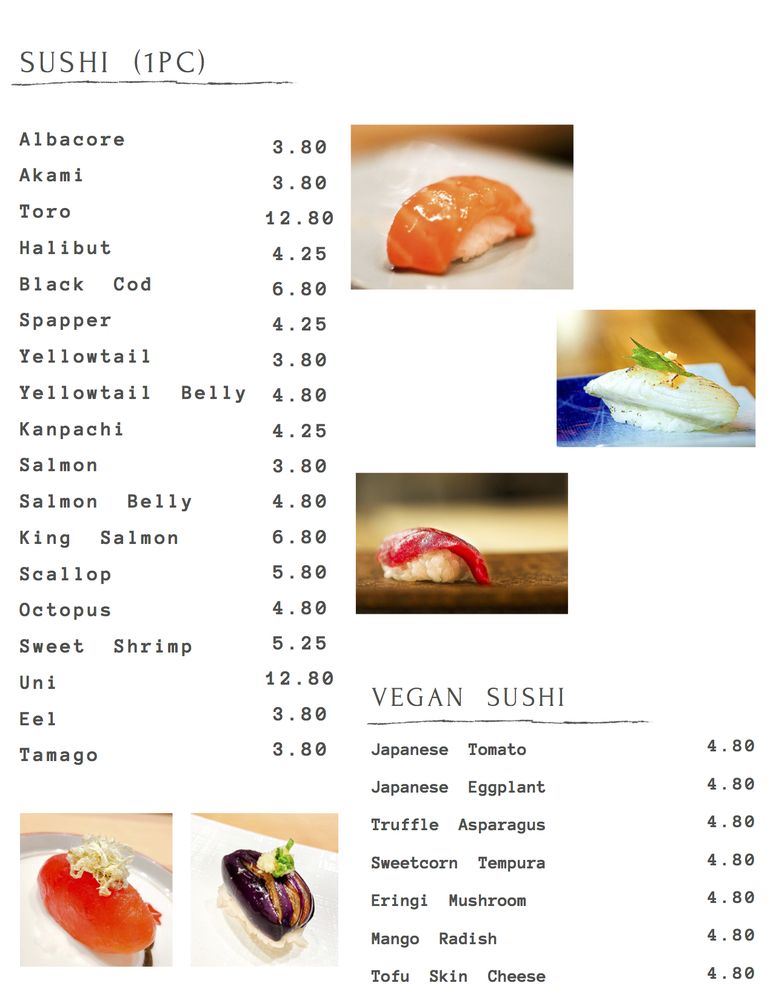 SUSHI (1PC)
Albacore 3.80
Akami 3.80
Toro 12.80
Halibut 4.25
Black Cod 6.80
Spapper 4.25
Yellowtail 3.80
Yellowtail Belly 4.80
Kanpachi 4.25
Salmon 3.80
Salmon Belly 4.80
King Salmon 6.80
Scallop 5.80
Octopus 4.80
Sweet Shrimp 5.25
Uni 12.80
Eel 3.80
Tamago 3.80
VEGAN SUSHI
Japanese Tomato 4.80
Japanese Eggplant 4.80
Truffle Asparagus 4.80
Sweetcorn Tempura 4.80
Eringi Mushroom 4.80
Mango Radish 4.80
Tofu Skin Cheese 4.80